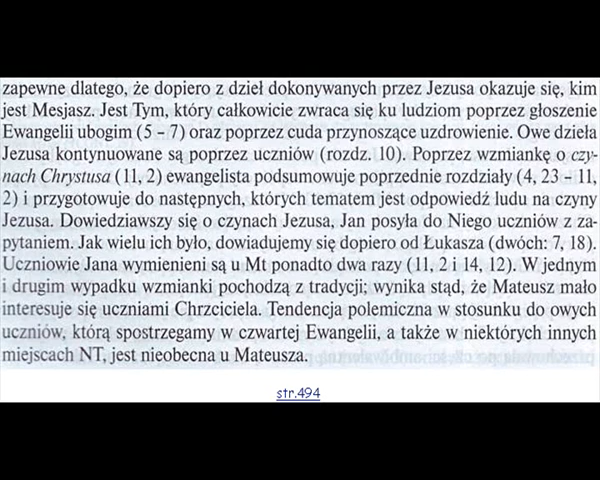 zapewne dlatego, że dopiero z dzieł dokonywanych przez Jezusa okazuje się, kim
jest Mesjasz. Jest Tym, który całkowicie zwraca się ku ludziom poprzez głoszenie
Ewangelii ubogim (5 – 7) oraz poprzez cuda przynoszące uzdrowienie. Owe dzieła
Jezusa kontynuowane są poprzez uczniów (rozdz. 10). Poprzez wzmiankę o czy-
nach Chrystusa (11, 2) ewangelista podsumowuje poprzednie rozdziały (4, 23 – 11,
2) i przygotowuje do następnych, których tematem jest odpowiedź ludu na czyny
Jezusa. Dowiedziawszy się o czynach Jezusa, Jan posyła do Niego uczniów z za-
pytaniem. Jak wielu ich było, dowiadujemy się dopiero od Łukasza (dwóch: 7, 18).
Uczniowie Jana wymienieni są u Mt ponadto dwa razy (11, 2 i 14, 12). W jednym
i drugim wypadku wzmianki pochodzą z tradycji; wynika stąd, że Mateusz mało
interesuje się uczniami Chrzciciela. Tendencja polemiczna w stosunku do owych
uczniów, którą spostrzegamy w czwartej Ewangelii, a także w niektórych innych
miejscach NT, jest nieobecna u Mateusza.
str.494